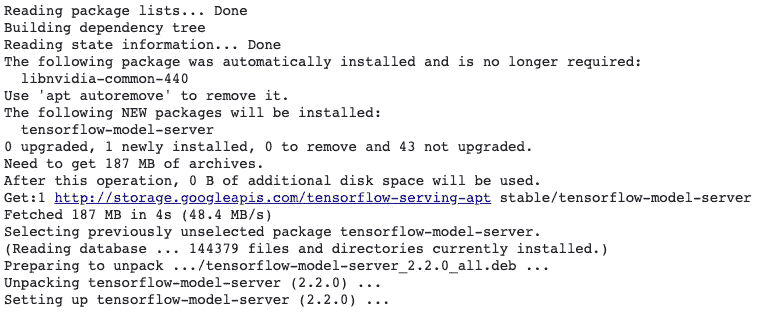 Reading package lists... Done
Building dependency tree
Reading state information... Done
The following package was automatically installed and is no longer required:
  libnvidia-common-440
Use 'apt autoremove' to remove it.
The following NEW packages will be installed:
  tensorflow-model-server
0 upgraded, 1 newly installed, 0 to remove and 43 not upgraded.
Need to get 187 MB of archives.
After this operation, 0 B of additional disk space will be used.
Get:1 http://storage.googleapis.com/tensorflow-serving-apt stable/tensorflow-model-server
Fetched 187 MB in 4s (48.4 MB/s)
Selecting previously unselected package tensorflow-model-server.
(Reading database ... 144379 files and directories currently installed.)
Preparing to unpack .../tensorflow-model-server_2.2.0_all.deb ...
Unpacking tensorflow-model-server (2.2.0) ...
Setting up tensorflow-model-server (2.2.0) ...